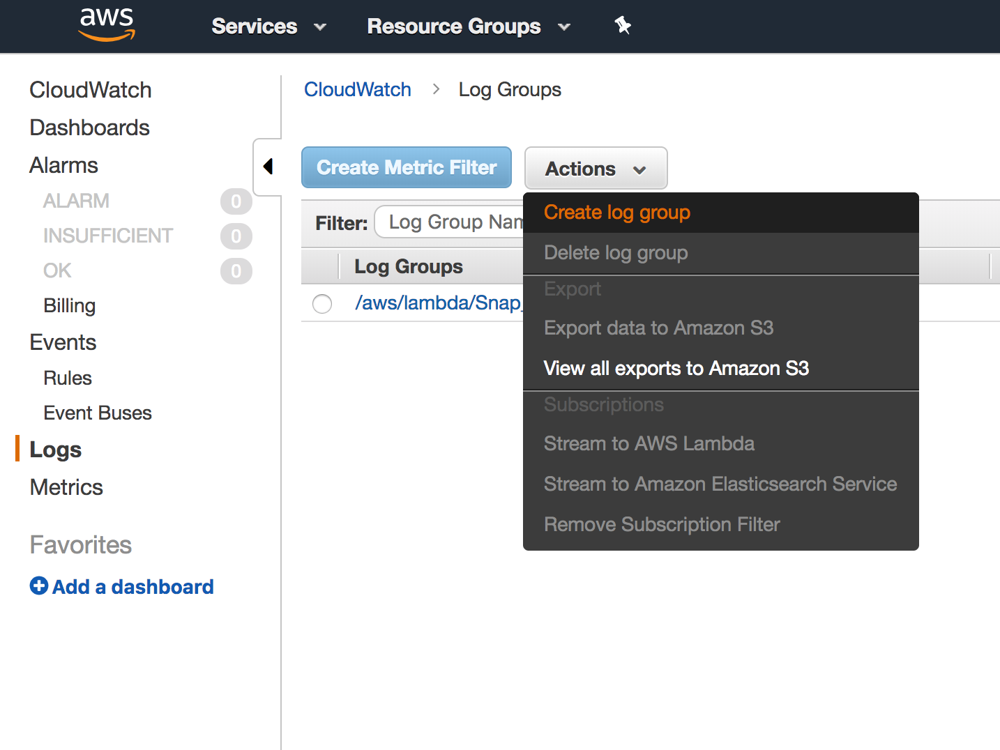 aws
Services
Resource Groups
CloudWatch
Dashboards
Alarms
ALARM 0
INSUFFICIENT 0
OK 0
Billing
Events
Rules
Event Buses
Logs
Metrics
Favorites
Add a dashboard
CloudWatch > Log Groups
Create Metric Filter
Actions
Filter: Log Group Nam
Log Groups
/aws/lambda/Snap_
Create log group
Delete log group
Export
Export data to Amazon S3
View all exports to Amazon S3
Subscriptions
Stream to AWS Lambda
Stream to Amazon Elasticsearch Service
Remove Subscription Filter